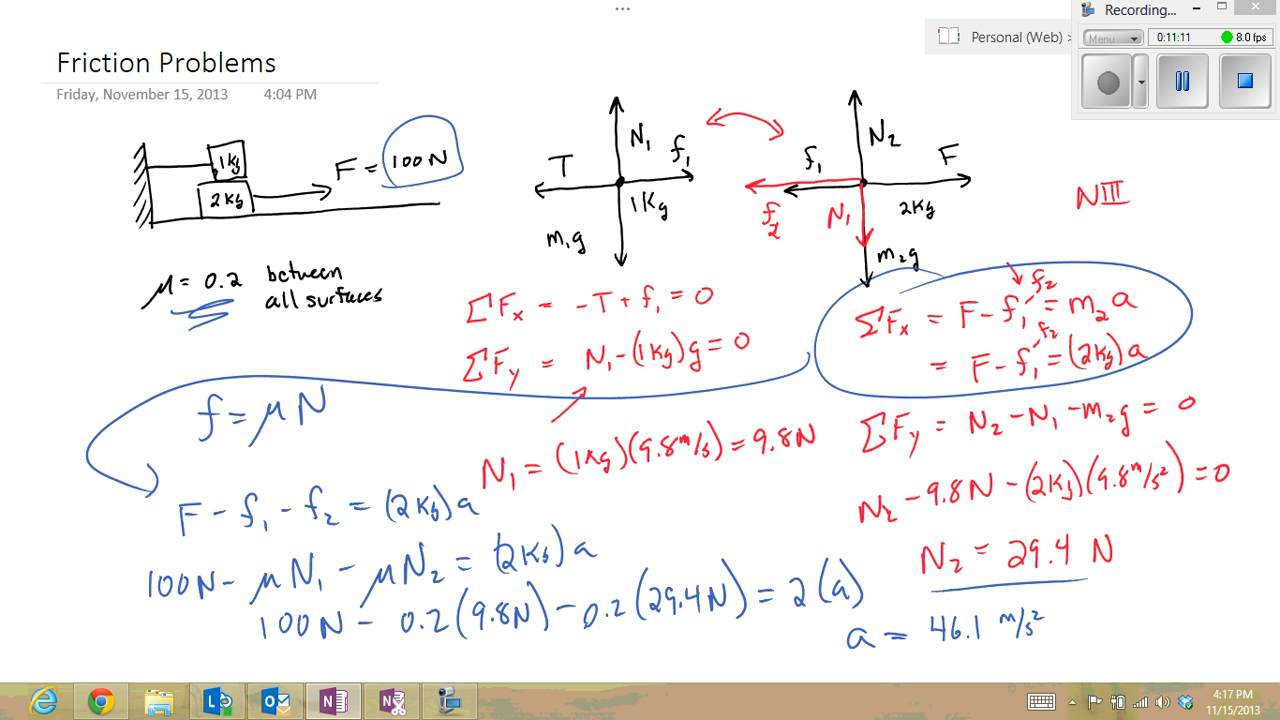 Recording...
Personal (Web) >
Menu
0:11:11
8.0 fps
Friction Problems
Friday, November 15, 2013 4:04 PM
1kg
2kg
F = 100 N
μ = 0.2 between
all surfaces
N₁
T
f₁
1kg
m₁g
N₂
f₁
F
f₂
N₁
2kg
m₂g
NIII
ΣFx = -T + f₁ = 0
ΣFy = N₁ - (1kg)g = 0
N₁ = (1kg)(9.8 m/s) = 9.8 N
f₂
ΣFx = F - f₁ = m₂a
f₂
= F - f₁ = (2kg)a
ΣFy = N₂ - N₁ - m₂g = 0
N₂ - 9.8N - (2kg)(9.8 m/s²) = 0
N₂ = 29.4 N
f = μN
F - f₁ - f₂ = (2kg)a
100N - μN₁ - μN₂ = (2kg)a
100N - 0.2(9.8N) - 0.2(29.4N) = 2(a)
a = 46.1 m/s²
4:17 PM
11/15/2013